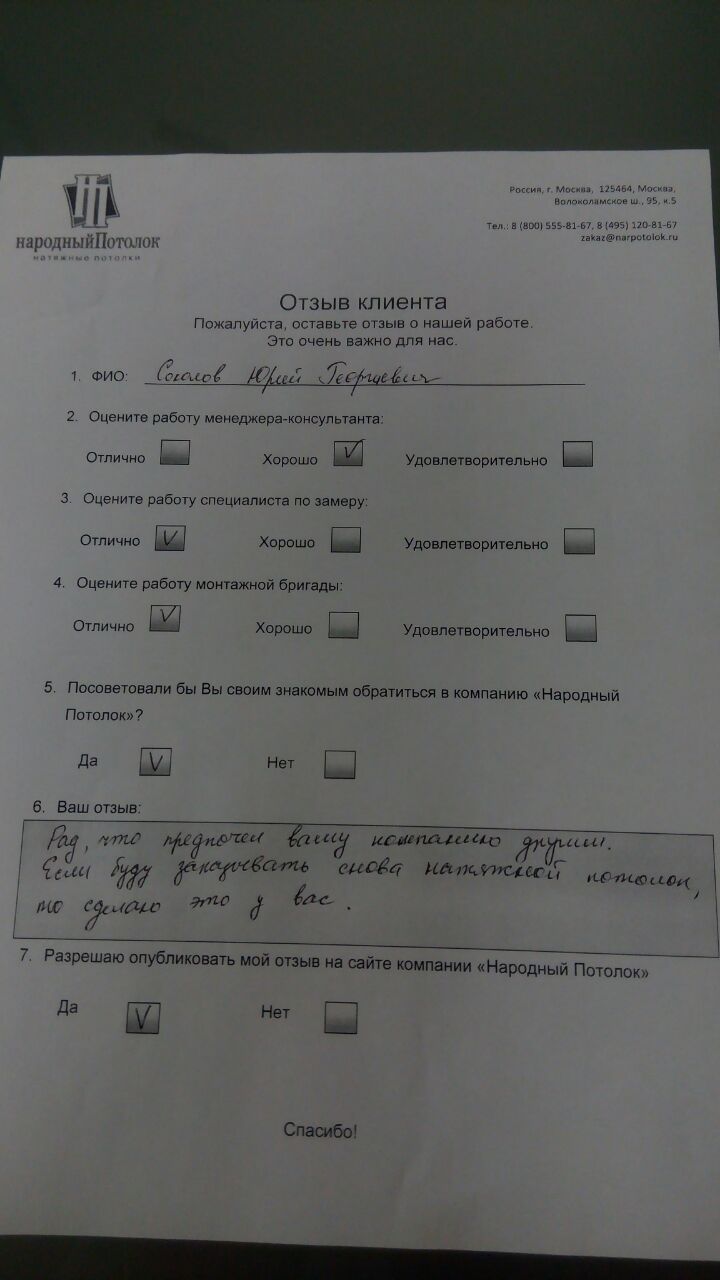 НП
народныйПотолок
натяжные потолки
Россия, г. Москва, 125464, Москва,
Волоколамское ш., 95, к.5
Тел.: 8 (800) 555-81-67, 8 (495) 120-81-67
zakaz@narpotolok.ru
Отзыв клиента
Пожалуйста, оставьте отзыв о нашей работе.
Это очень важно для нас.
1. ФИО: Соколов Юрий Георгиевич
2. Оцените работу менеджера-консультанта:
Отлично Хорошо V Удовлетворительно
3. Оцените работу специалиста по замеру:
Отлично V Хорошо Удовлетворительно
4. Оцените работу монтажной бригады:
Отлично V Хорошо Удовлетворительно
5. Посоветовали бы Вы своим знакомым обратиться в компанию «Народный
Потолок»?
Да V Нет
6. Ваш отзыв:
Рад, что предпочел вашу компанию другим.
Если буду заказывать снова натяжной потолок,
то сделаю это у вас.
7. Разрешаю опубликовать мой отзыв на сайте компании «Народный Потолок»
Да V Нет
Спасибо!